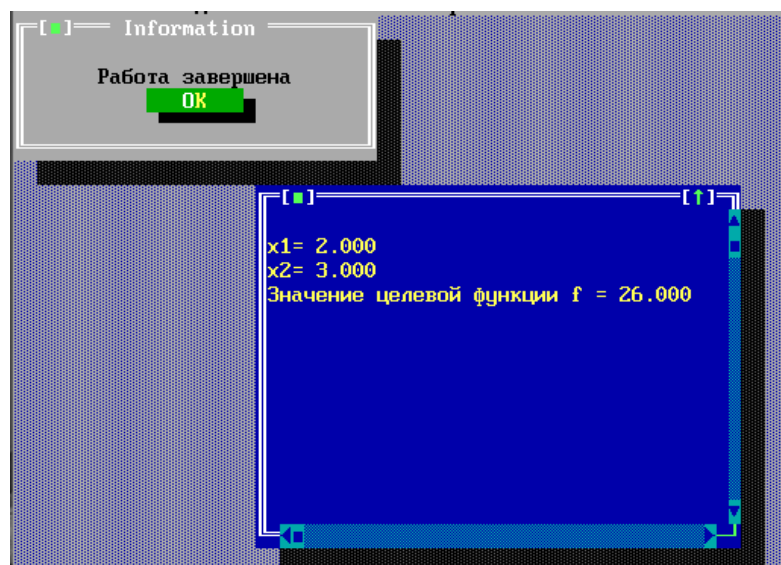 Information
Работа завершена
OK
x1= 2.000
x2= 3.000
Значение целевой функции f = 26.000